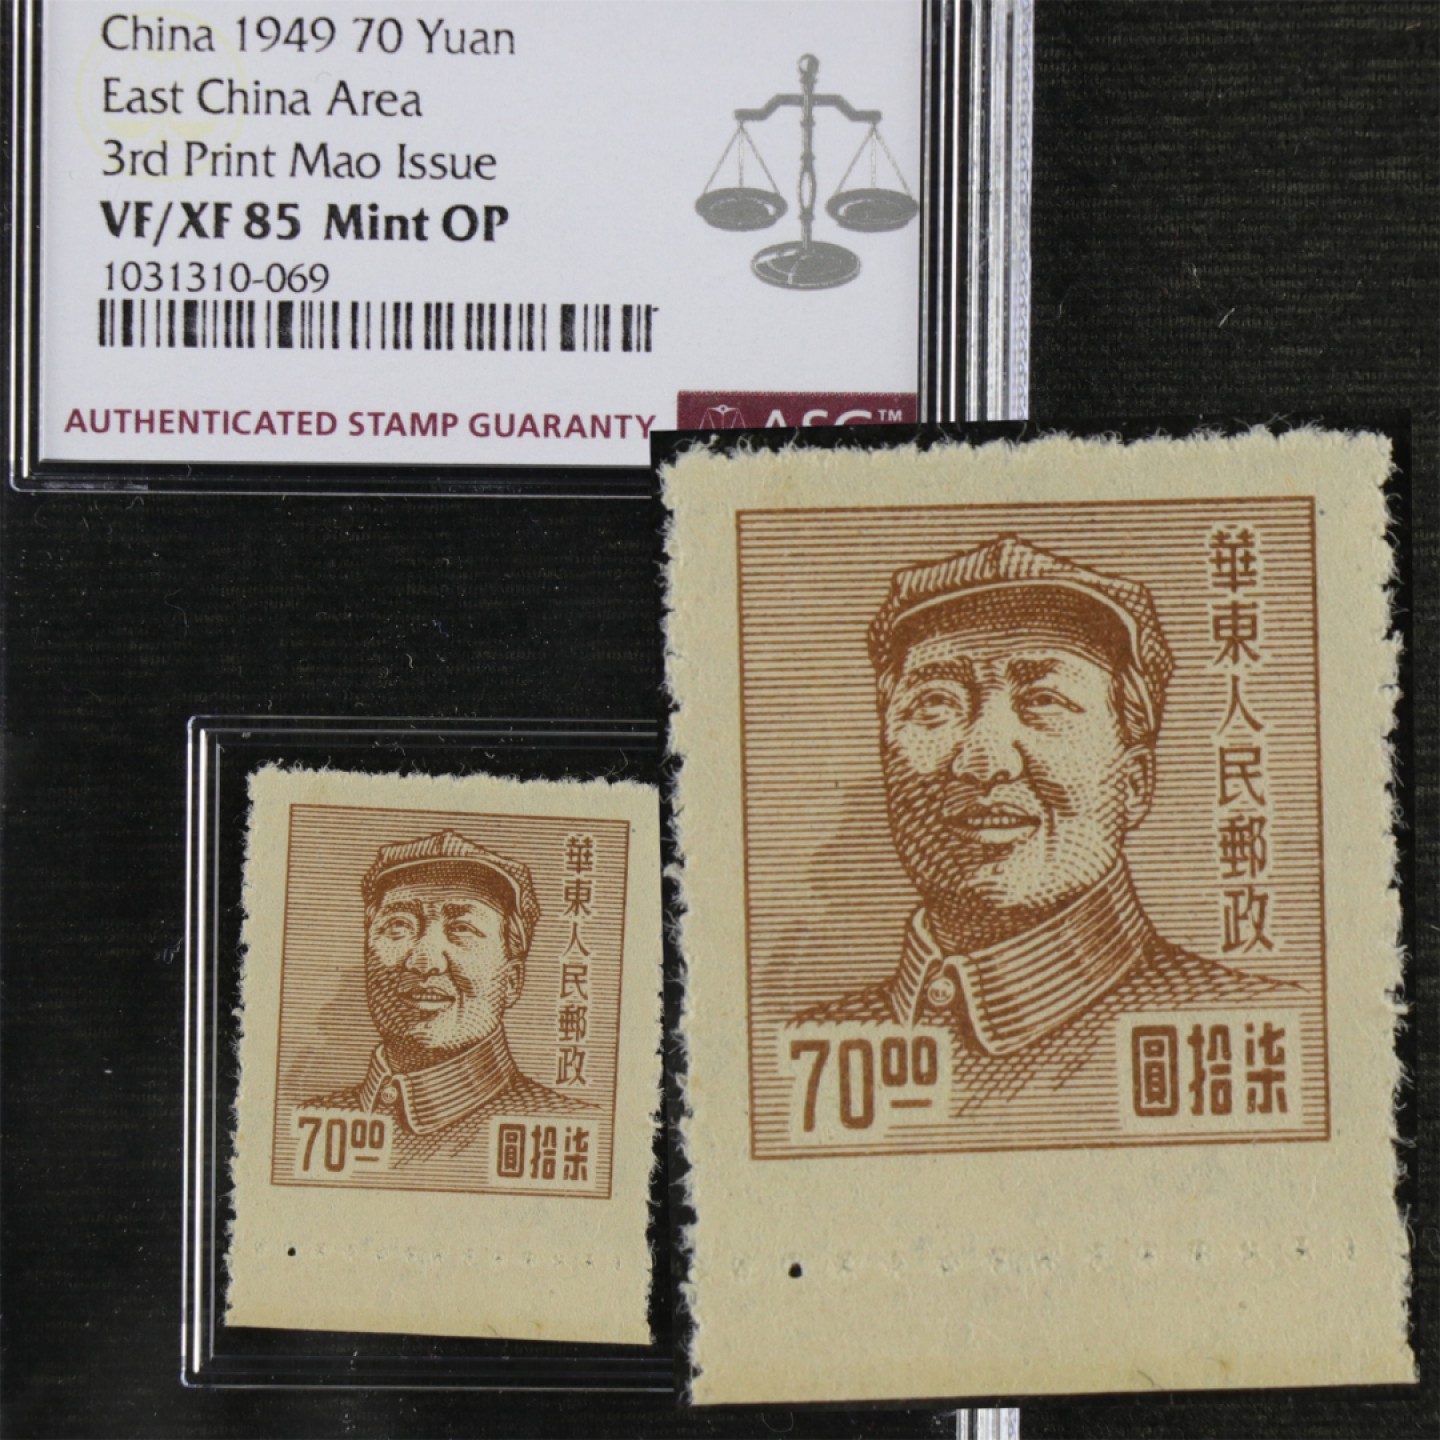 China 1949 70 Yuan
East China Area
3rd Print Mao Issue
VF/XF 85 Mint OP
1031310-069
AUTHENTICATED STAMP GUARANTY
ASG™
華東人民郵政
70.00
圓拾柒
華東人民郵政
70.00
圓拾柒